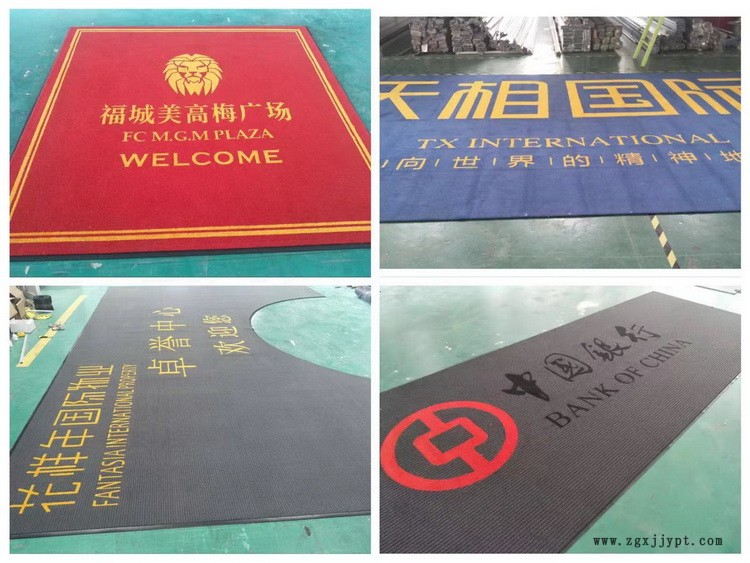 福城美高梅广场
FC M.G.M PLAZA
WELCOME
天相国际
TX INTERNATIONAL
向世界的精神地
卓誉中心
欢迎您
花样年国际物业
FANTASIA INTERNATIONAL PROPERTY
中国银行
BANK OF CHINA
www.zgxjjypt.com